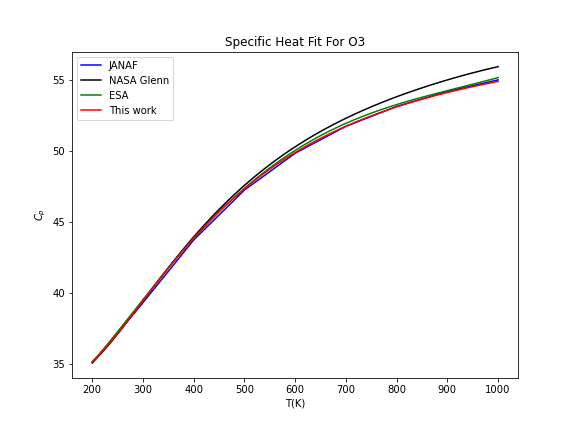 Specific Heat Fit For O3
JANAF
NASA Glenn
ESA
This work
55
50
45
40
35
C_p
200 300 400 500 600 700 800 900 1000
T(K)